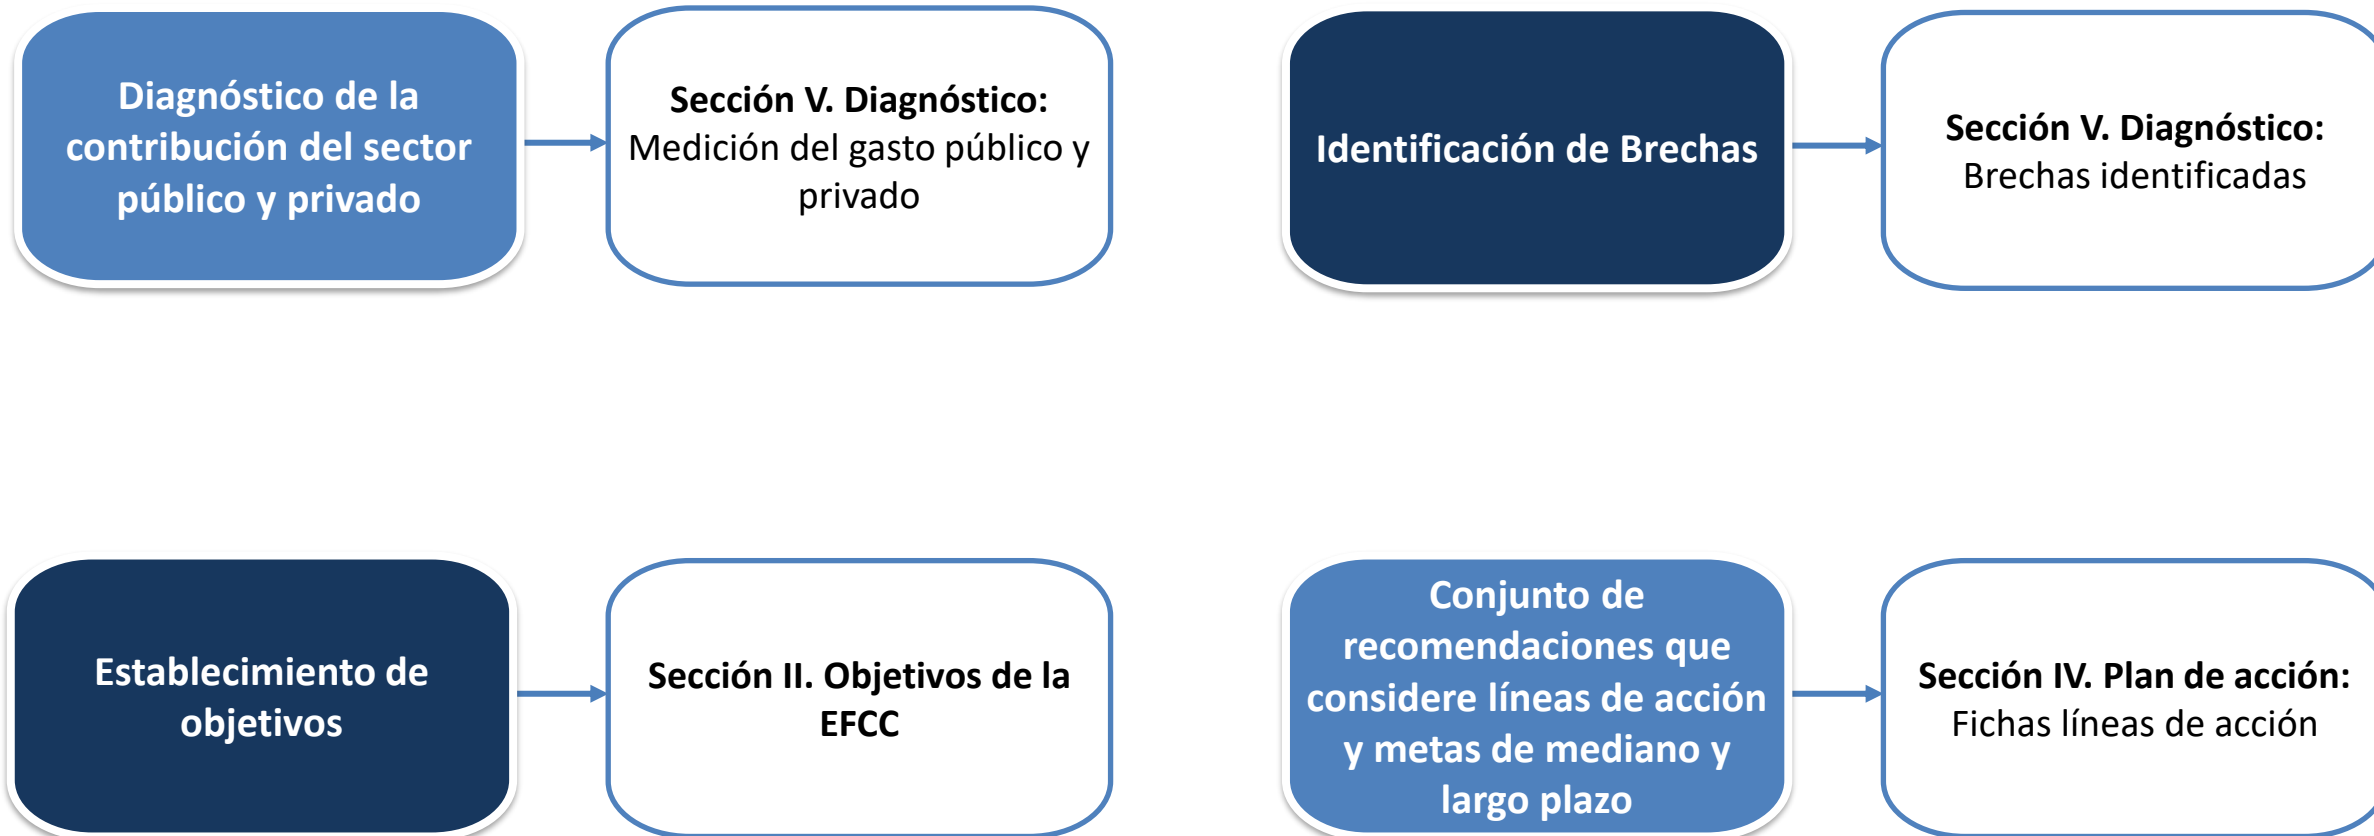 Diagnóstico de la
contribución del sector
público y privado
Sección V. Diagnóstico:
Medición del gasto público y
privado
Identificación de Brechas
Sección V. Diagnóstico:
Brechas identificadas
Establecimiento de
objetivos
Sección II. Objetivos de la
EFCC
Conjunto de
recomendaciones que
considere líneas de acción
y metas de mediano y
largo plazo
Sección IV. Plan de acción:
Fichas líneas de acción